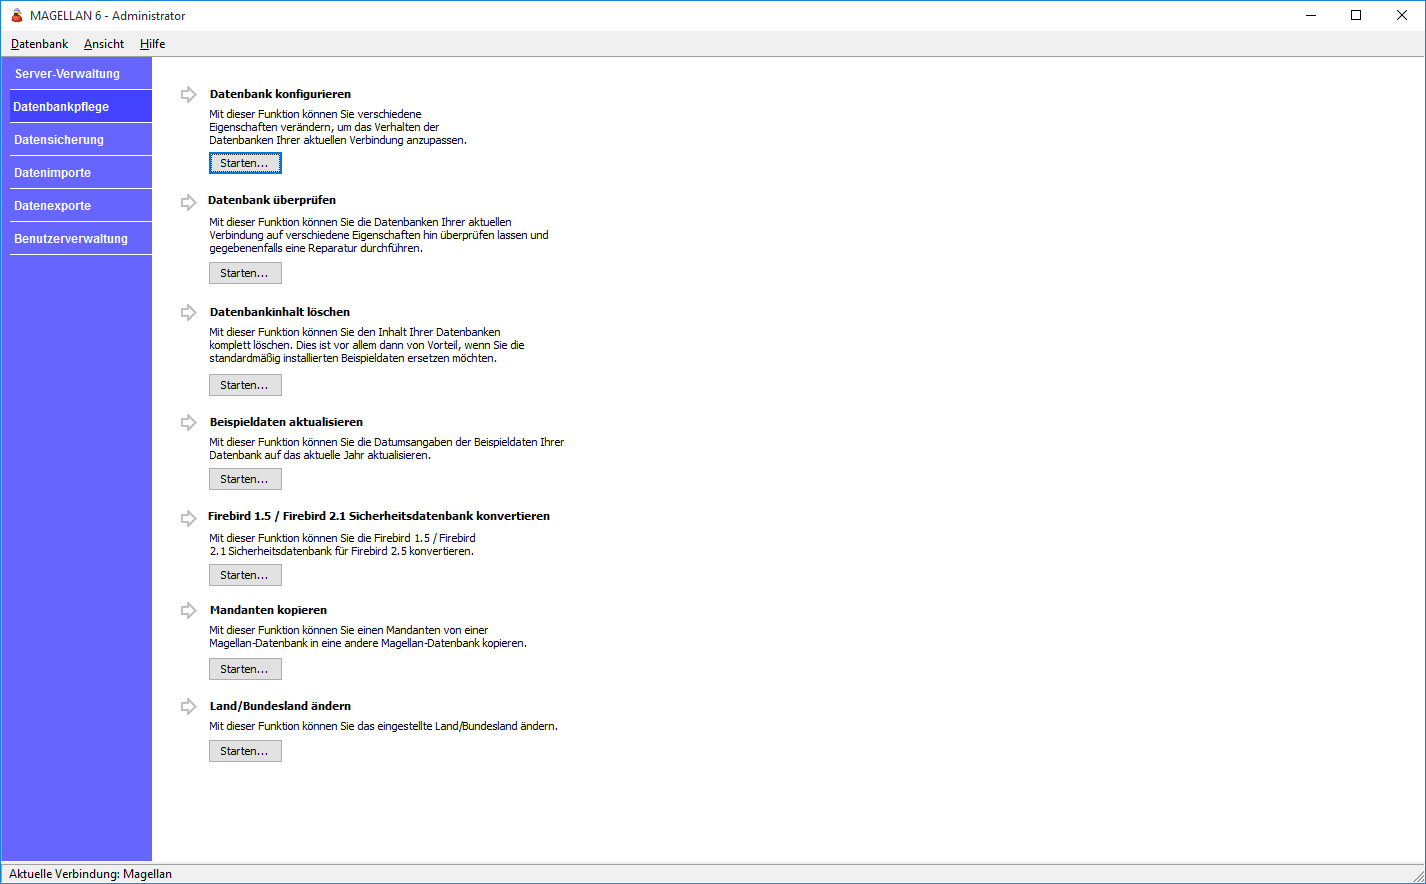 MAGELLAN 6 - Administrator
Datenbank Ansicht Hilfe
Server-Verwaltung
Datenbankpflege
Datensicherung
Datenimporte
Datenexporte
Benutzerverwaltung
Datenbank konfigurieren
Mit dieser Funktion können Sie verschiedene
Eigenschaften verändern, um das Verhalten der
Datenbanken Ihrer aktuellen Verbindung anzupassen.
Starten...
Datenbank überprüfen
Mit dieser Funktion können Sie die Datenbanken Ihrer aktuellen
Verbindung auf verschiedene Eigenschaften hin überprüfen lassen und
gegebenenfalls eine Reparatur durchführen.
Starten...
Datenbankinhalt löschen
Mit dieser Funktion können Sie den Inhalt Ihrer Datenbanken
komplett löschen. Dies ist vor allem dann von Vorteil, wenn Sie die
standardmäßig installierten Beispieldaten ersetzen möchten.
Starten...
Beispieldaten aktualisieren
Mit dieser Funktion können Sie die Datumsangaben der Beispieldaten Ihrer
Datenbank auf das aktuelle Jahr aktualisieren.
Starten...
Firebird 1.5 / Firebird 2.1 Sicherheitsdatenbank konvertieren
Mit dieser Funktion können Sie die Firebird 1.5 / Firebird
2.1 Sicherheitsdatenbank für Firebird 2.5 konvertieren.
Starten...
Mandanten kopieren
Mit dieser Funktion können Sie einen Mandanten von einer
Magellan-Datenbank in eine andere Magellan-Datenbank kopieren.
Starten...
Land/Bundesland ändern
Mit dieser Funktion können Sie das eingestellte Land/Bundesland ändern.
Starten...
Aktuelle Verbindung: Magellan